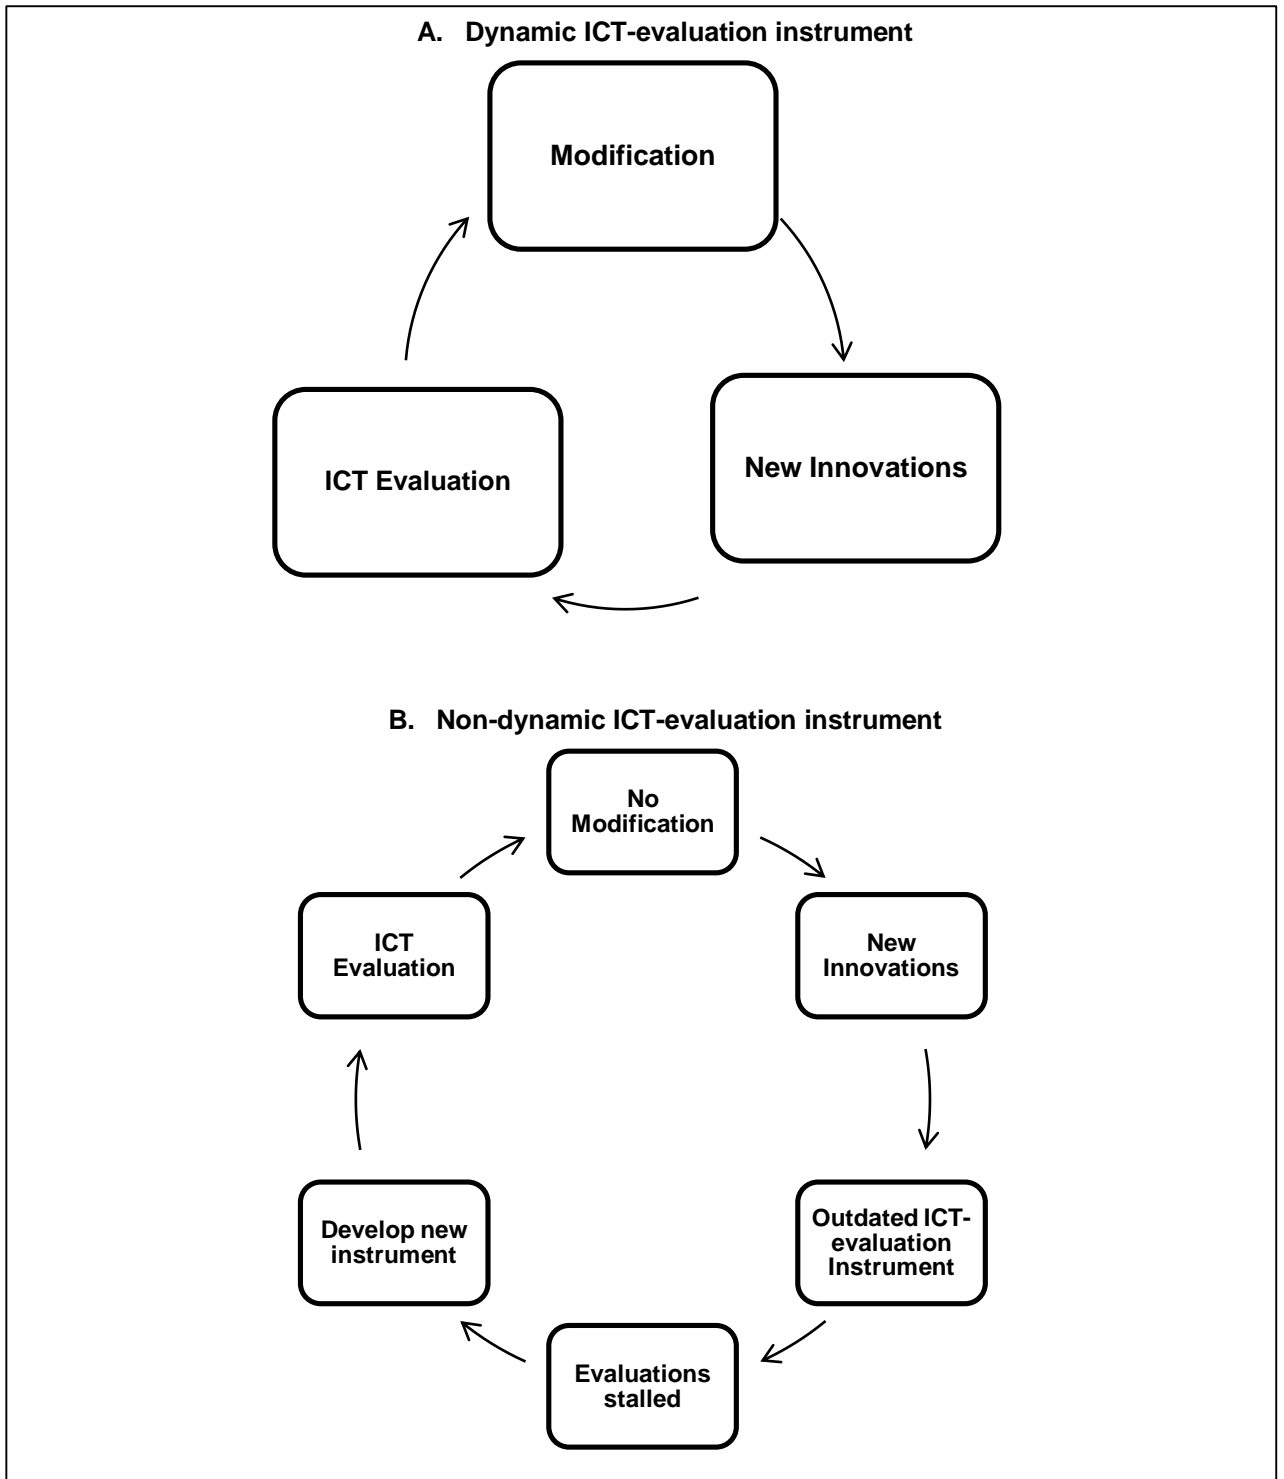 A. Dynamic ICT-evaluation instrument
Modification
New Innovations
ICT Evaluation
B. Non-dynamic ICT-evaluation instrument
No
Modification
New
Innovations
Outdated ICT-
evaluation
Instrument
Evaluations
stalled
Develop new
instrument
ICT
Evaluation